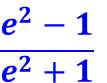 e² − 1
e² + 1